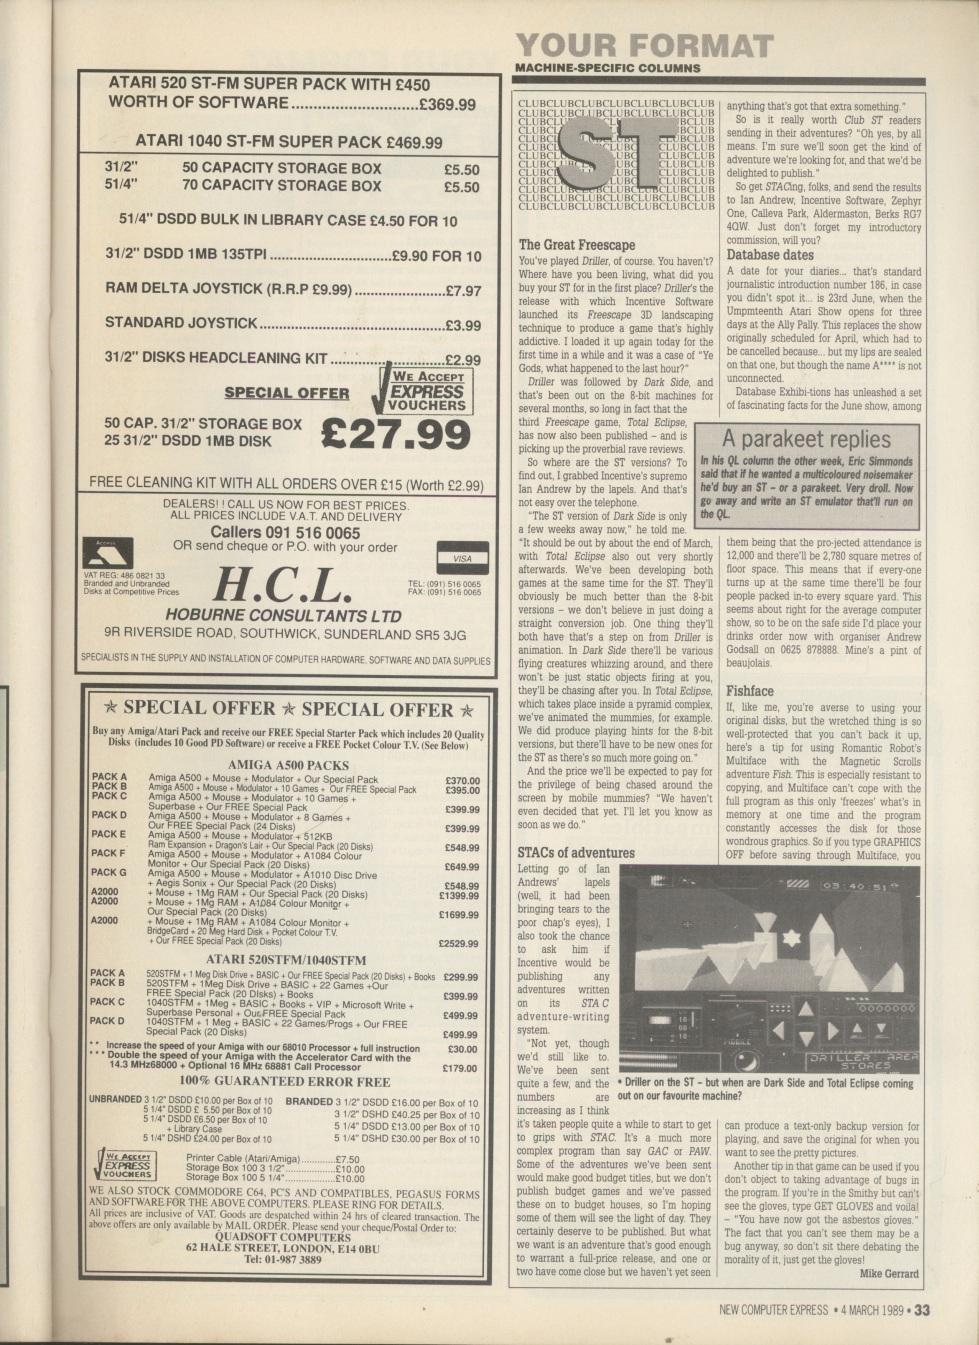 YOUR FORMAT
MACHINE-SPECIFIC COLUMNS
ATARI 520 ST-FM SUPER PACK WITH £450
WORTH OF SOFTWARE.............................£369.99
ATARI 1040 ST-FM SUPER PACK £469.99
31/2" 50 CAPACITY STORAGE BOX £5.50
51/4" 70 CAPACITY STORAGE BOX £5.50
51/4" DSDD BULK IN LIBRARY CASE £4.50 FOR 10
31/2" DSDD 1MB 135TPI.............................£9.90 FOR 10
RAM DELTA JOYSTICK (R.R.P £9.99).....................£7.97
STANDARD JOYSTICK...........................................£3.99
31/2" DISKS HEADCLEANING KIT...........................£2.99
SPECIAL OFFER
WE ACCEPT
EXPRESS
VOUCHERS
50 CAP. 31/2" STORAGE BOX
25 31/2" DSDD 1MB DISK
£27.99
FREE CLEANING KIT WITH ALL ORDERS OVER £15 (Worth £2.99)
DEALERS! ! CALL US NOW FOR BEST PRICES.
ALL PRICES INCLUDE V.A.T. AND DELIVERY
Callers 091 516 0065
OR send cheque or P.O. with your order
Access
VISA
VAT REG: 486 0821 33
Branded and Unbranded
Disks at Competitive Prices
H.C.L.
TEL: (091) 516 0065
FAX: (091) 516 0065
HOBURNE CONSULTANTS LTD
9R RIVERSIDE ROAD, SOUTHWICK, SUNDERLAND SR5 3JG
SPECIALISTS IN THE SUPPLY AND INSTALLATION OF COMPUTER HARDWARE, SOFTWARE AND DATA SUPPLIES
★ SPECIAL OFFER ★ SPECIAL OFFER ★
Buy any Amiga/Atari Pack and receive our FREE Special Starter Pack which includes 20 Quality
Disks (includes 10 Good PD Software) or receive a FREE Pocket Colour T.V. (See Below)
AMIGA A500 PACKS
PACK A Amiga A500 + Mouse + Modulator + Our Special Pack £370.00
PACK B Amiga A500 + Mouse + Modulator + 10 Games + Our FREE Special Pack £395.00
PACK C Amiga A500 + Mouse + Modulator + 10 Games +
Superbase + Our FREE Special Pack £399.99
PACK D Amiga A500 + Mouse + Modulator + 8 Games +
Our FREE Special Pack (24 Disks) £399.99
PACK E Amiga A500 + Mouse + Modulator + 512KB
Ram Expansion + Dragon's Lair + Our Special Pack (20 Disks) £548.99
PACK F Amiga A500 + Mouse + Modulator + A1084 Colour
Monitor + Our Special Pack (20 Disks) £649.99
PACK G Amiga A500 + Mouse + Modulator + A1010 Disc Drive
+ Aegis Sonix + Our Special Pack (20 Disks) £548.99
A2000 + Mouse + 1Mg RAM + Our Special Pack (20 Disks) £1399.99
A2000 + Mouse + 1Mg RAM + A1084 Colour Monitor +
Our Special Pack (20 Disks) £1699.99
A2000 + Mouse + 1Mg RAM + A1084 Colour Monitor +
BridgeCard + 20 Meg Hard Disk + Pocket Colour T.V.
+ Our FREE Special Pack (20 Disks) £2529.99
ATARI 520STFM/1040STFM
PACK A 520STFM + 1 Meg Disk Drive + BASIC + Our FREE Special Pack (20 Disks) + Books £299.99
PACK B 520STFM + 1Meg Disk Drive + BASIC + 22 Games +Our
FREE Special Pack (20 DIsks) + Books £399.99
PACK C 1040STFM + 1Meg + BASIC + Books + VIP + Microsoft Write +
Superbase Personal + Our FREE Special Pack £499.99
PACK D 1040STFM + 1 Meg + BASIC + 22 Games/Progs + Our FREE
Special Pack (20 Disks) £499.99
* * Increase the speed of your Amiga with our 68010 Processor + full instruction £30.00
* * * Double the speed of your Amiga with the Accelerator Card with the
14.3 MHz68000 + Optional 16 MHz 68881 Call Processor £179.00
100% GUARANTEED ERROR FREE
UNBRANDED 3 1/2" DSDD £10.00 per Box of 10
5 1/4" DSDD £ 5.50 per Box of 10
5 1/4" DSDD £6.50 per Box of 10
+ Library Case
5 1/4" DSHD £24.00 per Box of 10
BRANDED 3 1/2" DSDD £16.00 per Box of 10
3 1/2" DSHD £40.25 per Box of 10
5 1/4" DSDD £13.00 per Box of 10
5 1/4" DSHD £30.00 per Box of 10
WE ACCEPT
EXPRESS
VOUCHERS
Printer Cable (Atari/Amiga)............£7.50
Storage Box 100 3 1/2"..................£10.00
Storage Box 100 5 1/4"..................£10.00
WE ALSO STOCK COMMODORE C64, PC'S AND COMPATIBLES, PEGASUS FORMS
AND SOFTWARE FOR THE ABOVE COMPUTERS. PLEASE RING FOR DETAILS.
All prices are inclusive of VAT. Goods are despatched within 24 hrs of cleared transaction. The
above offers are only available by MAIL ORDER. Please send your cheque/Postal Order to:
QUADSOFT COMPUTERS
62 HALE STREET, LONDON, E14 0BU
Tel: 01-987 3889
CLUBCLUBCLUBCLUBCLUBCLUBCLUBCLUB
ST
The Great Freescape
You've played Driller, of course. You haven't?
Where have you been living, what did you
buy your ST for in the first place? Driller's the
release with which Incentive Software
launched its Freescape 3D landscaping
technique to produce a game that's highly
addictive. I loaded it up again today for the
first time in a while and it was a case of "Ye
Gods, what happened to the last hour?"
Driller was followed by Dark Side, and
that's been out on the 8-bit machines for
several months, so long in fact that the
third Freescape game, Total Eclipse,
has now also been published – and is
picking up the proverbial rave reviews.
So where are the ST versions? To
find out, I grabbed Incentive's supremo
Ian Andrew by the lapels. And that's
not easy over the telephone.
"The ST version of Dark Side is only
a few weeks away now," he told me.
"It should be out by about the end of March,
with Total Eclipse also out very shortly
afterwards. We've been developing both
games at the same time for the ST. They'll
obviously be much better than the 8-bit
versions – we don't believe in just doing a
straight conversion job. One thing they'll
both have that's a step on from Driller is
animation. In Dark Side there'll be various
flying creatures whizzing around, and there
won't be just static objects firing at you,
they'll be chasing after you. In Total Eclipse,
which takes place inside a pyramid complex,
we've animated the mummies, for example.
We did produce playing hints for the 8-bit
versions, but there'll have to be new ones for
the ST as there's so much more going on."
And the price we'll be expected to pay for
the privilege of being chased around the
screen by mobile mummies? "We haven't
even decided that yet. I'll let you know as
soon as we do."
STACs of adventures
Letting go of Ian
Andrews' lapels
(well, it had been
bringing tears to the
poor chap's eyes), I
also took the chance
to ask him if
Incentive would be
publishing any
adventures written
on its STAC
adventure-writing
system.
"Not yet, though
we'd still like to.
We've been sent
quite a few, and the
numbers are
increasing as I think
it's taken people quite a while to start to get
to grips with STAC. It's a much more
complex program than say GAC or PAW.
Some of the adventures we've been sent
would make good budget titles, but we don't
publish budget games and we've passed
these on to budget houses, so I'm hoping
some of them will see the light of day. They
certainly deserve to be published. But what
we want is an adventure that's good enough
to warrant a full-price release, and one or
two have come close but we haven't yet seen
anything that's got that extra something."
So is it really worth Club ST readers
sending in their adventures? "Oh yes, by all
means. I'm sure we'll soon get the kind of
adventure we're looking for, and that we'd be
delighted to publish."
So get STACing, folks, and send the results
to Ian Andrew, Incentive Software, Zephyr
One, Calleva Park, Aldermaston, Berks RG7
4QW. Just don't forget my introductory
commission, will you?
Database dates
A date for your diaries... that's standard
journalistic introduction number 186, in case
you didn't spot it... is 23rd June, when the
Umpmteenth Atari Show opens for three
days at the Ally Pally. This replaces the show
originally scheduled for April, which had to
be cancelled because... but my lips are sealed
on that one, but though the name A**** is not
unconnected.
Database Exhibi-tions has unleashed a set
of fascinating facts for the June show, among
A parakeet replies
In his QL column the other week, Eric Simmonds
said that if he wanted a multicoloured noisemaker
he'd buy an ST – or a parakeet. Very droll. Now
go away and write an ST emulator that'll run on
the QL.
them being that the pro-jected attendance is
12,000 and there'll be 2,780 square metres of
floor space. This means that if every-one
turns up at the same time there'll be four
people packed in-to every square yard. This
seems about right for the average computer
show, so to be on the safe side I'd place your
drinks order now with organiser Andrew
Godsall on 0625 878888. Mine's a pint of
beaujolais.
Fishface
If, like me, you're averse to using your
original disks, but the wretched thing is so
well-protected that you can't back it up,
here's a tip for using Romantic Robot's
Multiface with the Magnetic Scrolls
adventure Fish. This is especially resistant to
copying, and Multiface can't cope with the
full program as this only 'freezes' what's in
memory at one time and the program
constantly accesses the disk for those
wondrous graphics. So if you type GRAPHICS
OFF before saving through Multiface, you
03:40:51
MOBILE
DRILLER: AREA
STORES
• Driller on the ST – but when are Dark Side and Total Eclipse coming
out on our favourite machine?
can produce a text-only backup version for
playing, and save the original for when you
want to see the pretty pictures.
Another tip in that game can be used if you
don't object to taking advantage of bugs in
the program. If you're in the Smithy but can't
see the gloves, type GET GLOVES and voila!
– "You have now got the asbestos gloves."
The fact that you can't see them may be a
bug anyway, so don't sit there debating the
morality of it, just get the gloves!
Mike Gerrard
NEW COMPUTER EXPRESS • 4 MARCH 1989 • 33